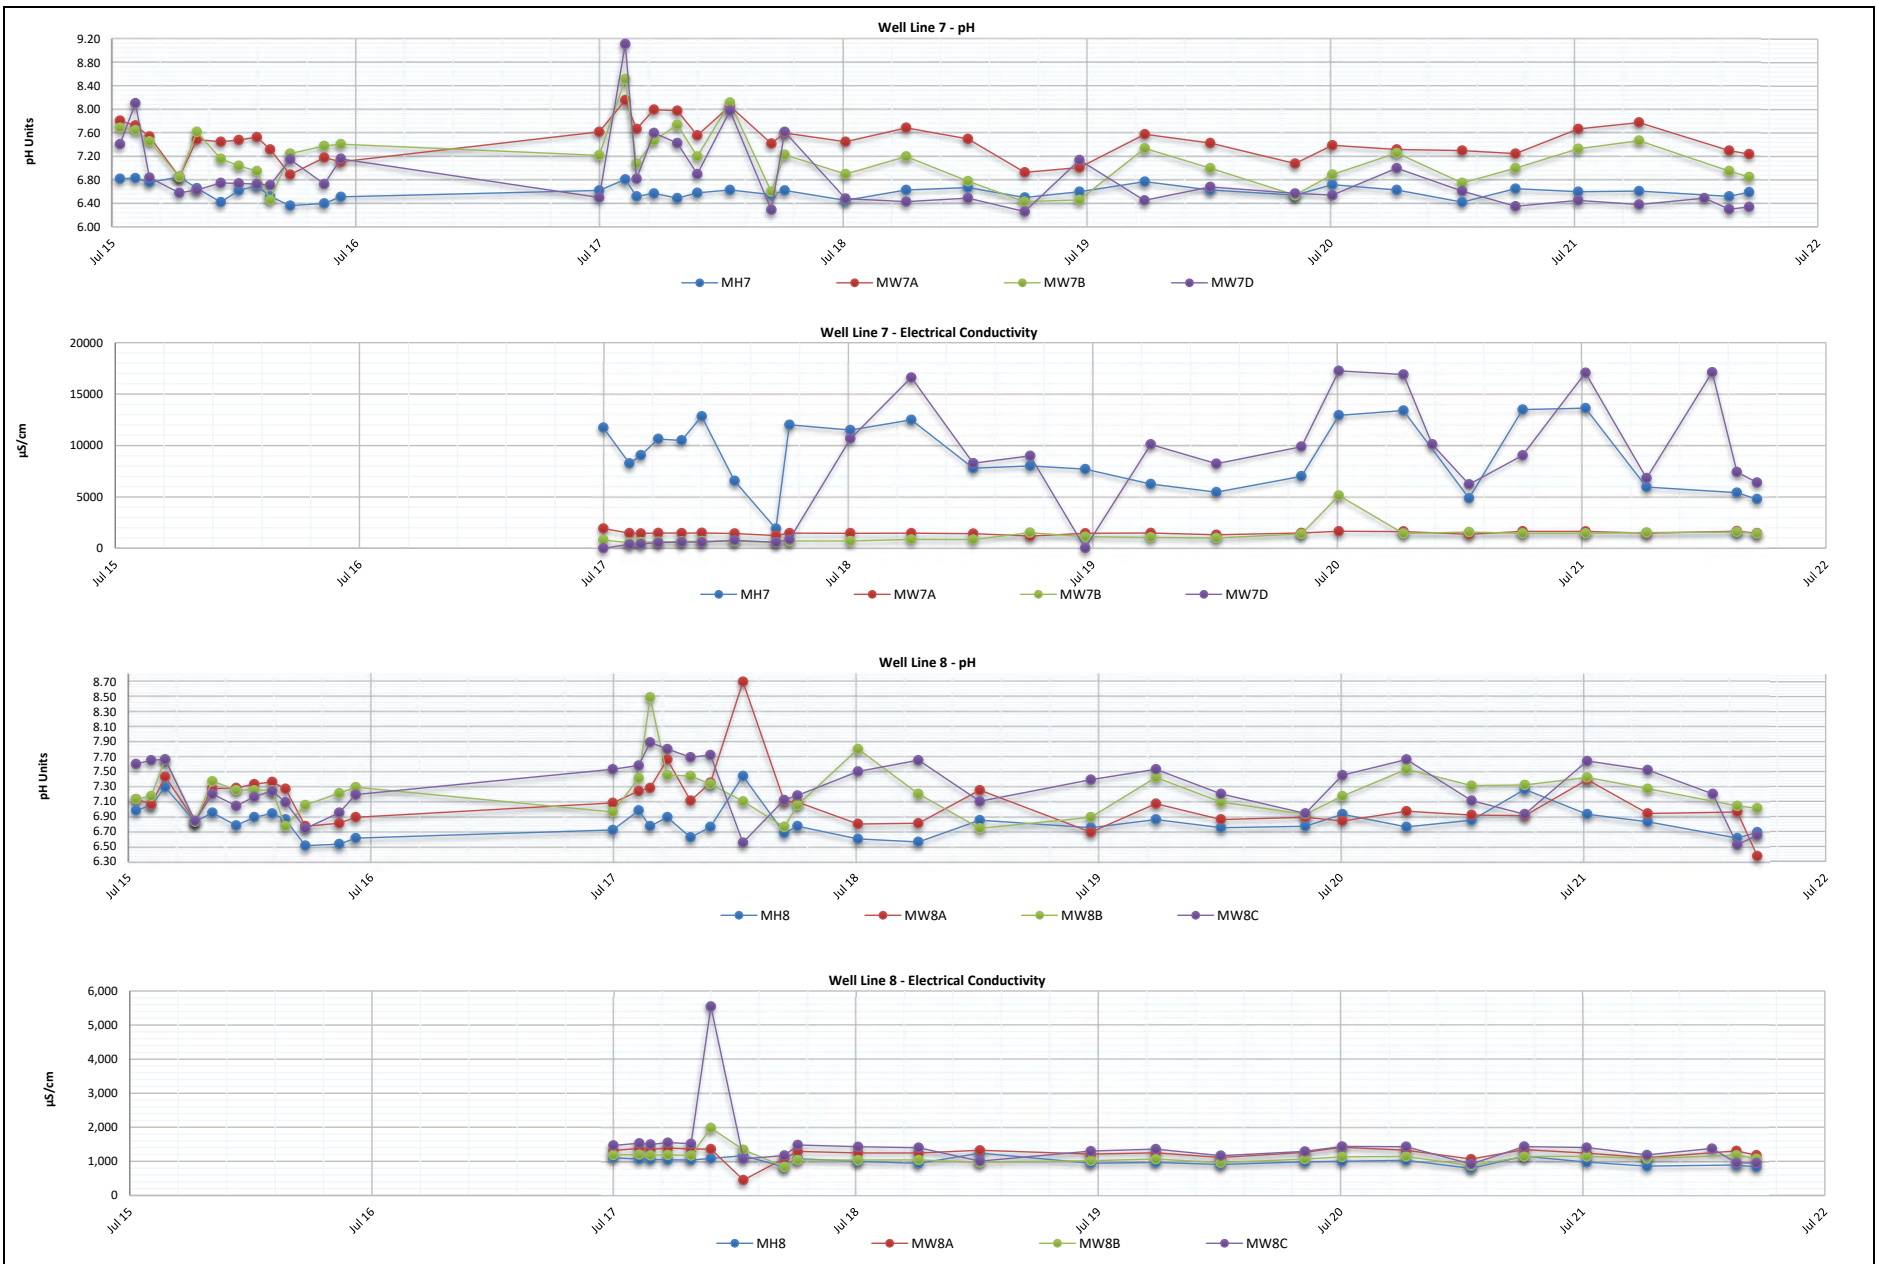 Well Line 7 - pH
pH Units
9.20
8.80
8.40
8.00
7.60
7.20
6.80
6.40
6.00
Jul 15
Jul 16
Jul 17
Jul 18
Jul 19
Jul 20
Jul 21
Jul 22
MH7
MW7A
MW7B
MW7D
Well Line 7 - Electrical Conductivity
µS/cm
20000
15000
10000
5000
0
Jul 15
Jul 16
Jul 17
Jul 18
Jul 19
Jul 20
Jul 21
Jul 22
MH7
MW7A
MW7B
MW7D
Well Line 8 - pH
pH Units
8.70
8.50
8.30
8.10
7.90
7.70
7.50
7.30
7.10
6.90
6.70
6.50
6.30
Jul 15
Jul 16
Jul 17
Jul 18
Jul 19
Jul 20
Jul 21
Jul 22
MH8
MW8A
MW8B
MW8C
Well Line 8 - Electrical Conductivity
µS/cm
6,000
5,000
4,000
3,000
2,000
1,000
0
Jul 15
Jul 16
Jul 17
Jul 18
Jul 19
Jul 20
Jul 21
Jul 22
MH8
MW8A
MW8B
MW8C